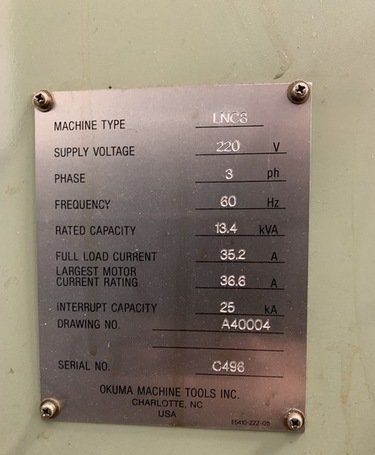 MACHINE TYPE LNC8
SUPPLY VOLTAGE 220 V
PHASE 3 ph
FREQUENCY 60 Hz
RATED CAPACITY 13.4 kVA
FULL LOAD CURRENT 35.2 A
LARGEST MOTOR
CURRENT RATING 36.6 A
INTERRUPT CAPACITY 25 kA
DRAWING NO. A40004
SERIAL NO. C496
OKUMA MACHINE TOOLS INC.
CHARLOTTE, NC
USA